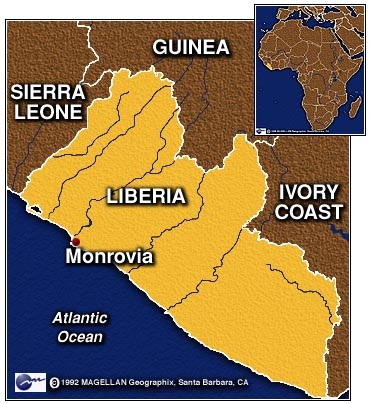 GUINEA
SIERRA
LEONE
LIBERIA
IVORY
COAST
Monrovia
Atlantic
Ocean
© 1992 MAGELLAN Geographix, Santa Barbara, CA